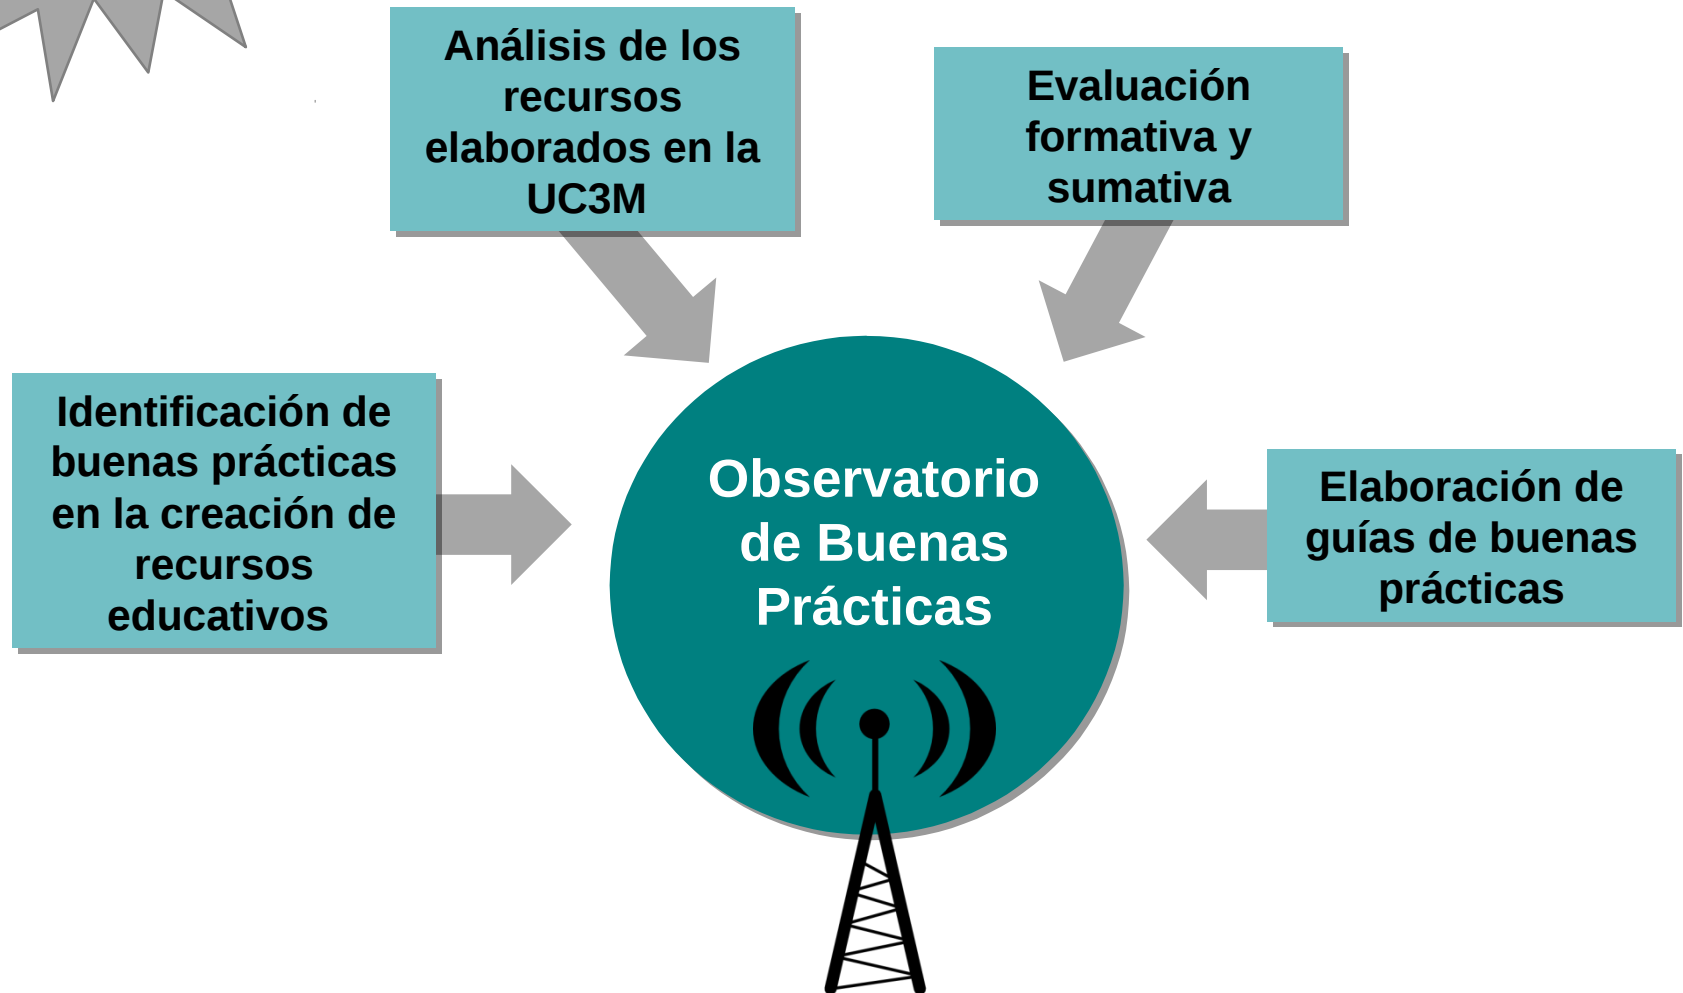 Análisis de los
recursos
elaborados en la
UC3M
Evaluación
formativa y
sumativa
Identificación de
buenas prácticas
en la creación de
recursos
educativos
Observatorio
de Buenas
Prácticas
Elaboración de
guías de buenas
prácticas